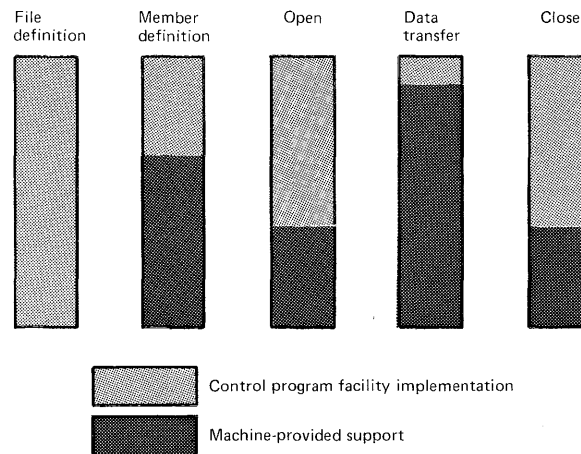 File
definition
Member
definition
Open
Data
transfer
Close
Control program facility implementation
Machine-provided support